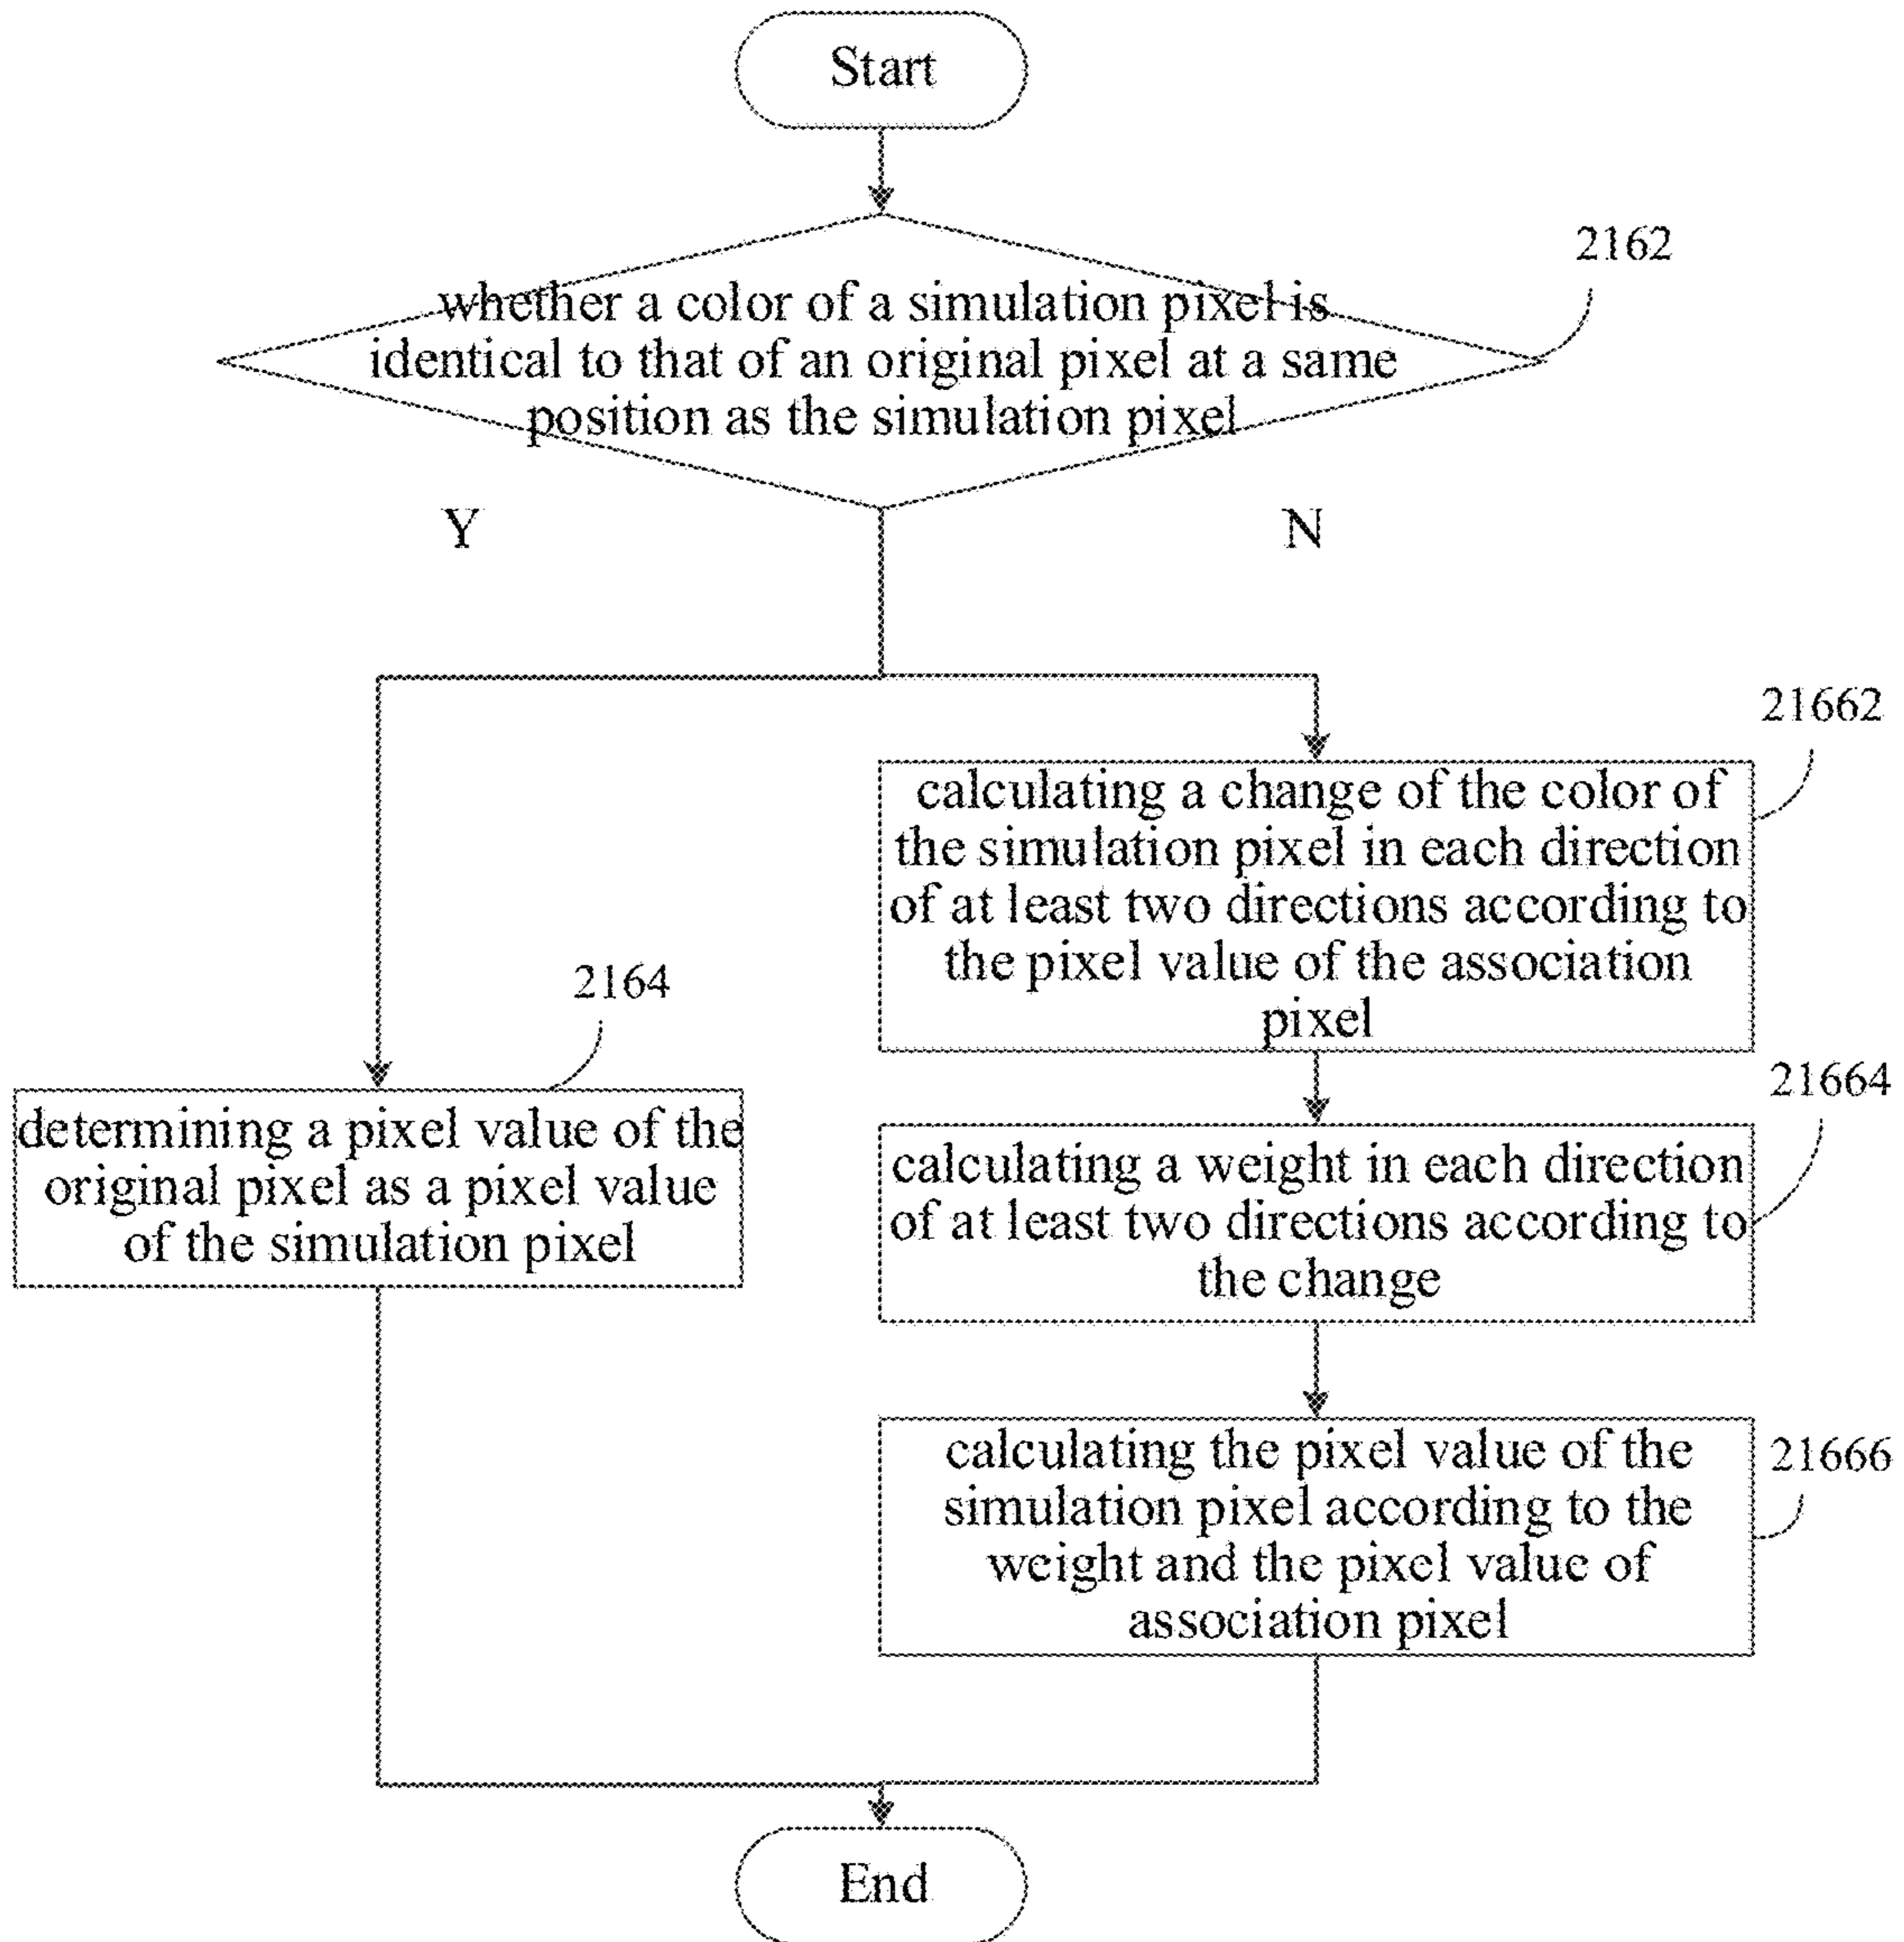 Start
2162
whether a color of a simulation pixel is
identical to that of an original pixel at a same
position as the simulation pixel
Y
N
21662
calculating a change of the color of
the simulation pixel in each direction
of at least two directions according to
the pixel value of the association
pixel
2164
determining a pixel value of the
original pixel as a pixel value
of the simulation pixel
21664
calculating a weight in each direction
of at least two directions according to
the change
21666
calculating the pixel value of the
simulation pixel according to the
weight and the pixel value of
association pixel
End